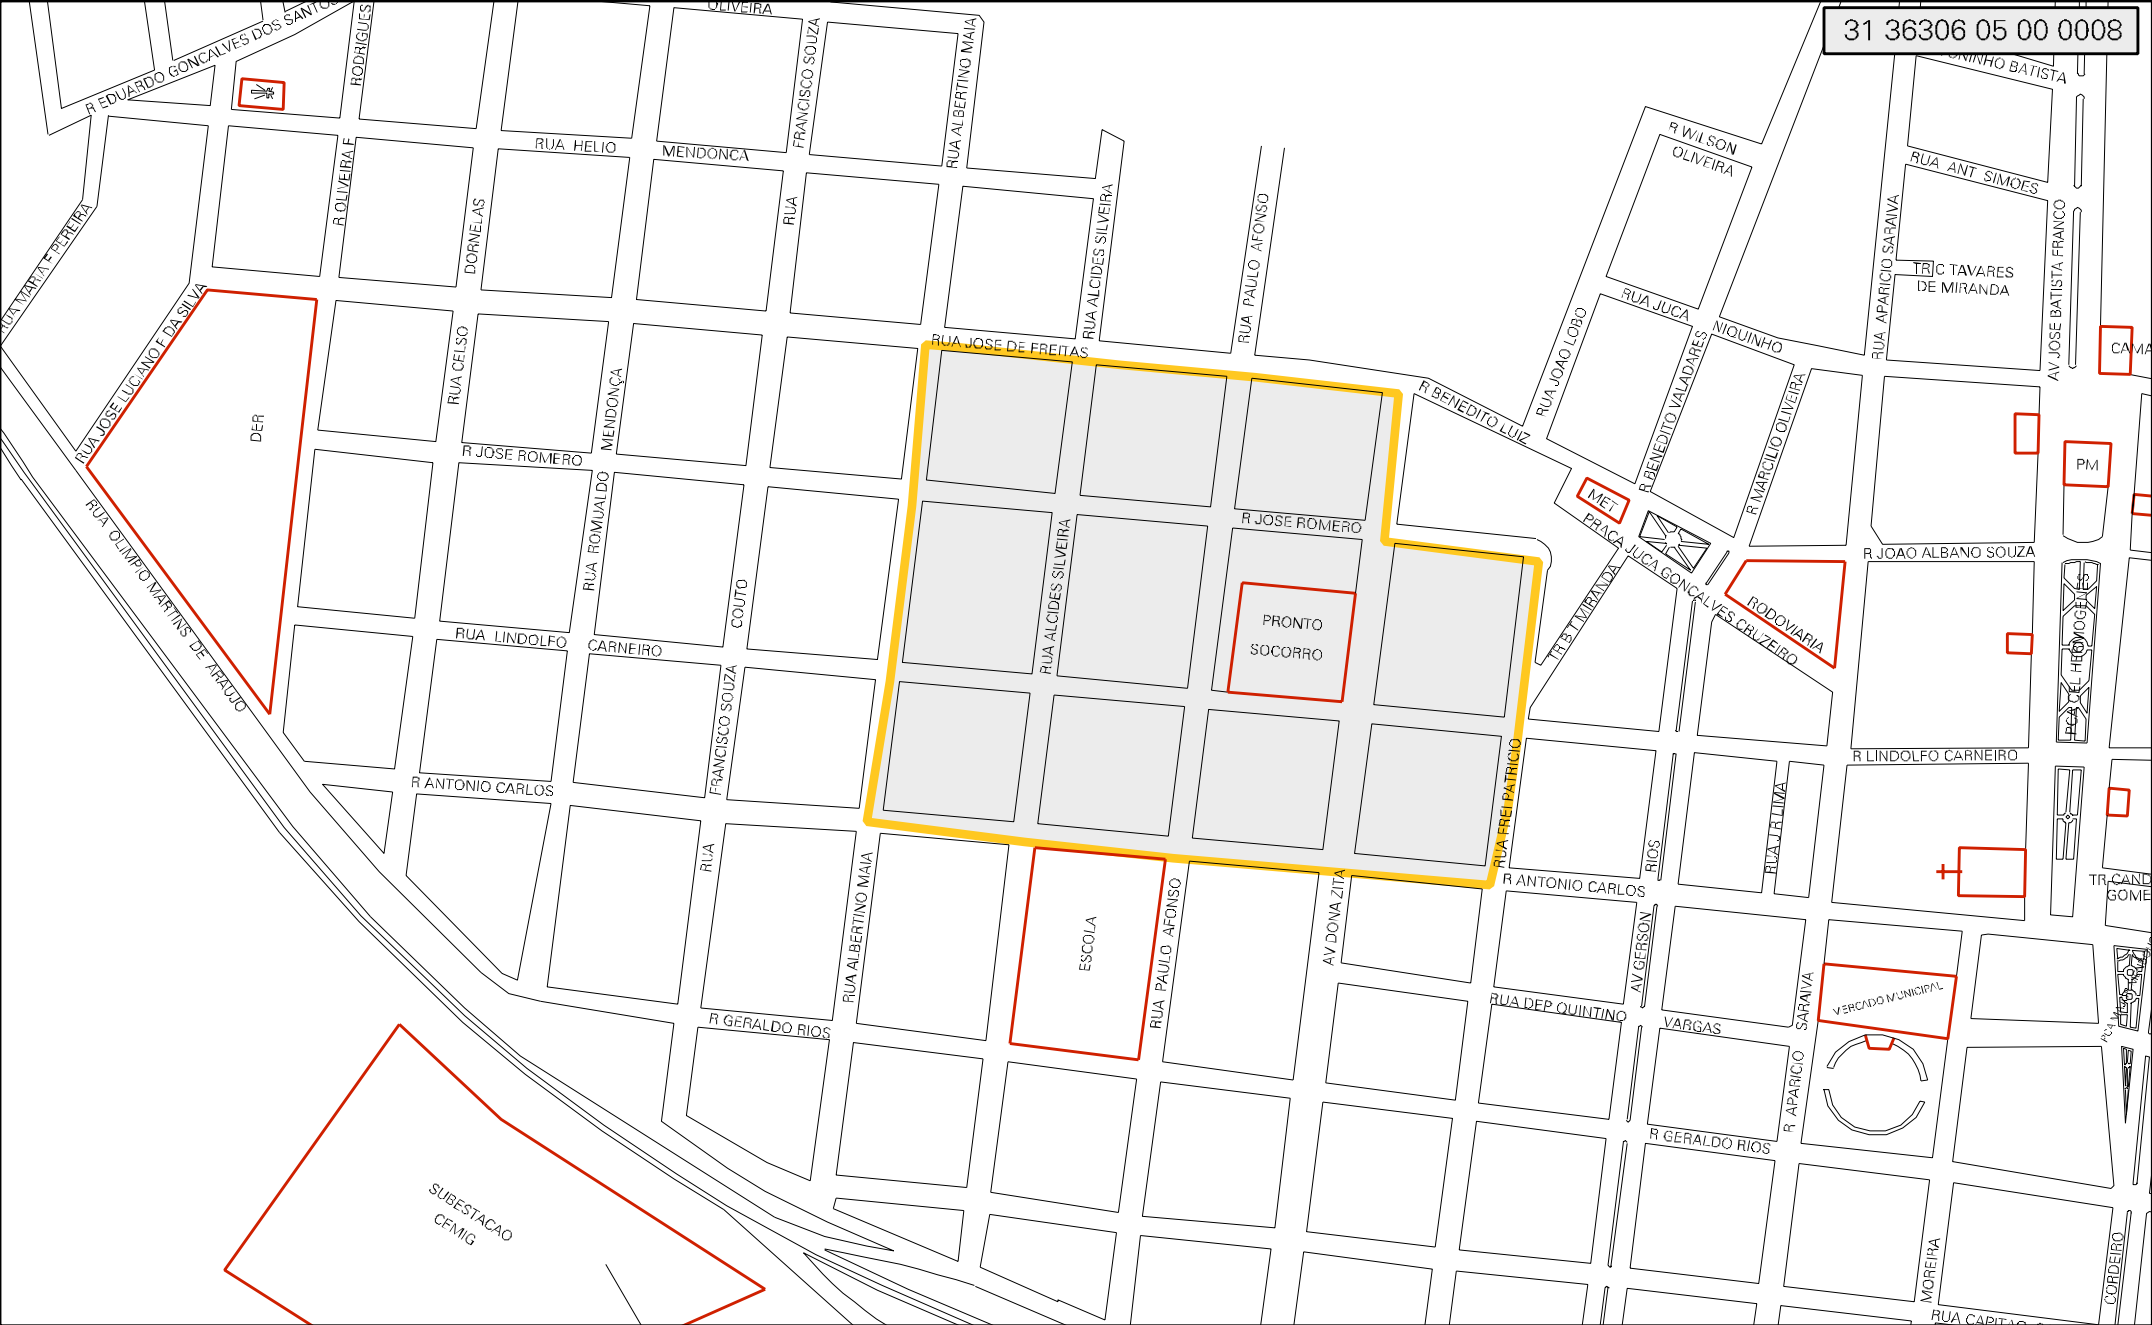 31 36306 05 00 0008
OLIVEIRA
R EDUARDO GONCALVES DOS SANTOS
RODRIGUES
FRANCISCO SOUZA
RUA ALBERTINO MAIA
BATISTA
R WILSON
OLIVEIRA
RUA HELIO
MENDONCA
RUA ANT SIMOES
R OLIVEIRA F
DORNELAS
RUA
RUA ALCIDES SILVEIRA
RUA PAULO AFONSO
RUA APARICIO SARAIVA
AV JOSE BATISTA FRANCO
RUA MARIA F PEREIRA
TR C TAVARES
DE MIRANDA
RUA JUCA
NIQUINHO
RUA JOSE LUCIANO F DA SILVA
RUA JOSE DE FREITAS
RUA CELSO
MENDONÇA
DER
RUA JOAO LOBO
R BENEDITO VALADARES
R MARCILIO OLIVEIRA
R BENEDITO LUIZ
PM
R JOSE ROMERO
RUA ROMUALDO
MET
R JOSE ROMERO
PRACA JUCA GONCALVES CRUZEIRO
R JOAO ALBANO SOUZA
RUA OLIMPIO MARTINS DE ARAUJO
RUA ALCIDES SILVEIRA
COUTO
PRONTO
SOCORRO
TR B T MIRANDA
RODOVIARIA
PCA CEL HERMOGENES
RUA LINDOLFO
CARNEIRO
FRANCISCO SOUZA
R LINDOLFO CARNEIRO
R ANTONIO CARLOS
RUA FREI PATRICIO
RUA J R LIMA
RUA
RIOS
R ANTONIO CARLOS
RUA ALBERTINO MAIA
ESCOLA
RUA PAULO AFONSO
AV DONA ZITA
AV GERSON
RUA DEP QUINTINO
VARGAS
SARAIVA
MERCADO MUNICIPAL
R GERALDO RIOS
R APARICIO
R GERALDO RIOS
SUBESTACAO
CEMIG
MOREIRA
CORDEIRO